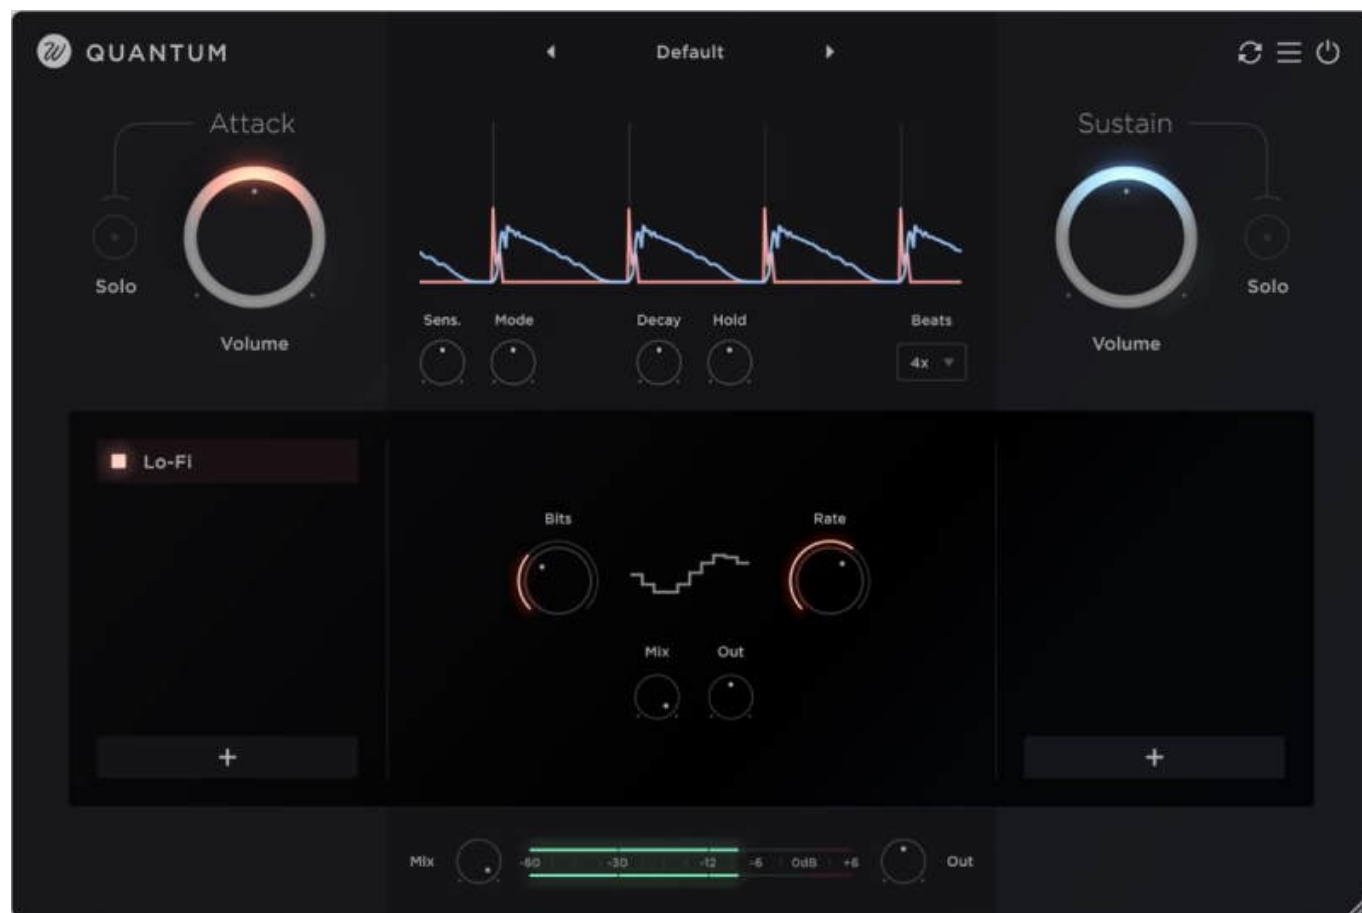 QUANTUM
Default
Attack
Sustain
Solo
Volume
Sens.
Mode
Decay
Hold
Beats
4x
Volume
Solo
Lo-Fi
Bits
Rate
Mix
Out
+
+
Mix
-60 -30 -12 -6 0dB +6
Out